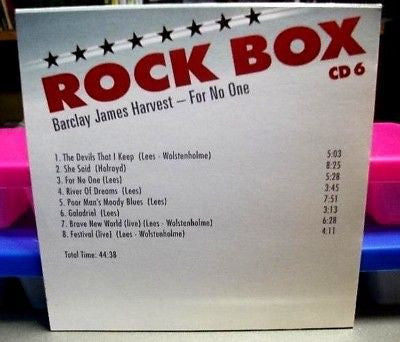 ROCK BOX
CD 6
Barclay James Harvest – For No One
1. The Devils That I Keep (Lees - Wolstenholme) 5:03
2. She Said (Holroyd) 8:25
3. For No One (Lees) 5:28
4. River Of Dreams (Lees) 3:45
5. Poor Man's Moody Blues (Lees) 7:51
6. Galadriel (Lees) 3:13
7. Brave New World (live) (Lees - Wolstenholme) 6:28
8. Festival (live) (Lees - Wolstenholme) 4:11
Total Time: 44:38